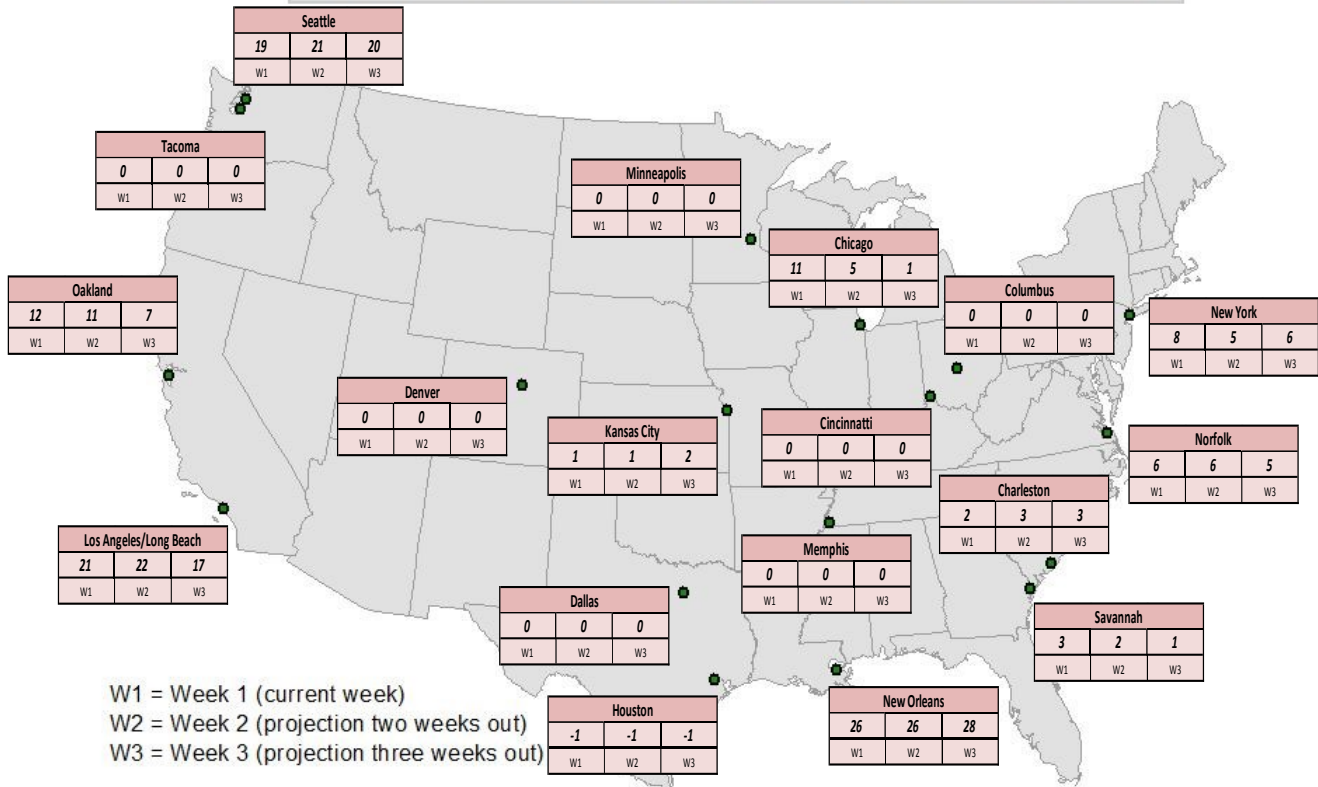 Seattle
19 21 20
W1 W2 W3
Tacoma
0 0 0
W1 W2 W3
Minneapolis
0 0 0
W1 W2 W3
Chicago
11 5 1
W1 W2 W3
Oakland
12 11 7
W1 W2 W3
Columbus
0 0 0
W1 W2 W3
New York
8 5 6
W1 W2 W3
Denver
0 0 0
W1 W2 W3
Kansas City
1 1 2
W1 W2 W3
Cincinnatti
0 0 0
W1 W2 W3
Norfolk
6 6 5
W1 W2 W3
Charleston
2 3 3
W1 W2 W3
Los Angeles/Long Beach
21 22 17
W1 W2 W3
Memphis
0 0 0
W1 W2 W3
Dallas
0 0 0
W1 W2 W3
Savannah
3 2 1
W1 W2 W3
Houston
-1 -1 -1
W1 W2 W3
New Orleans
26 26 28
W1 W2 W3
W1 = Week 1 (current week)
W2 = Week 2 (projection two weeks out)
W3 = Week 3 (projection three weeks out)